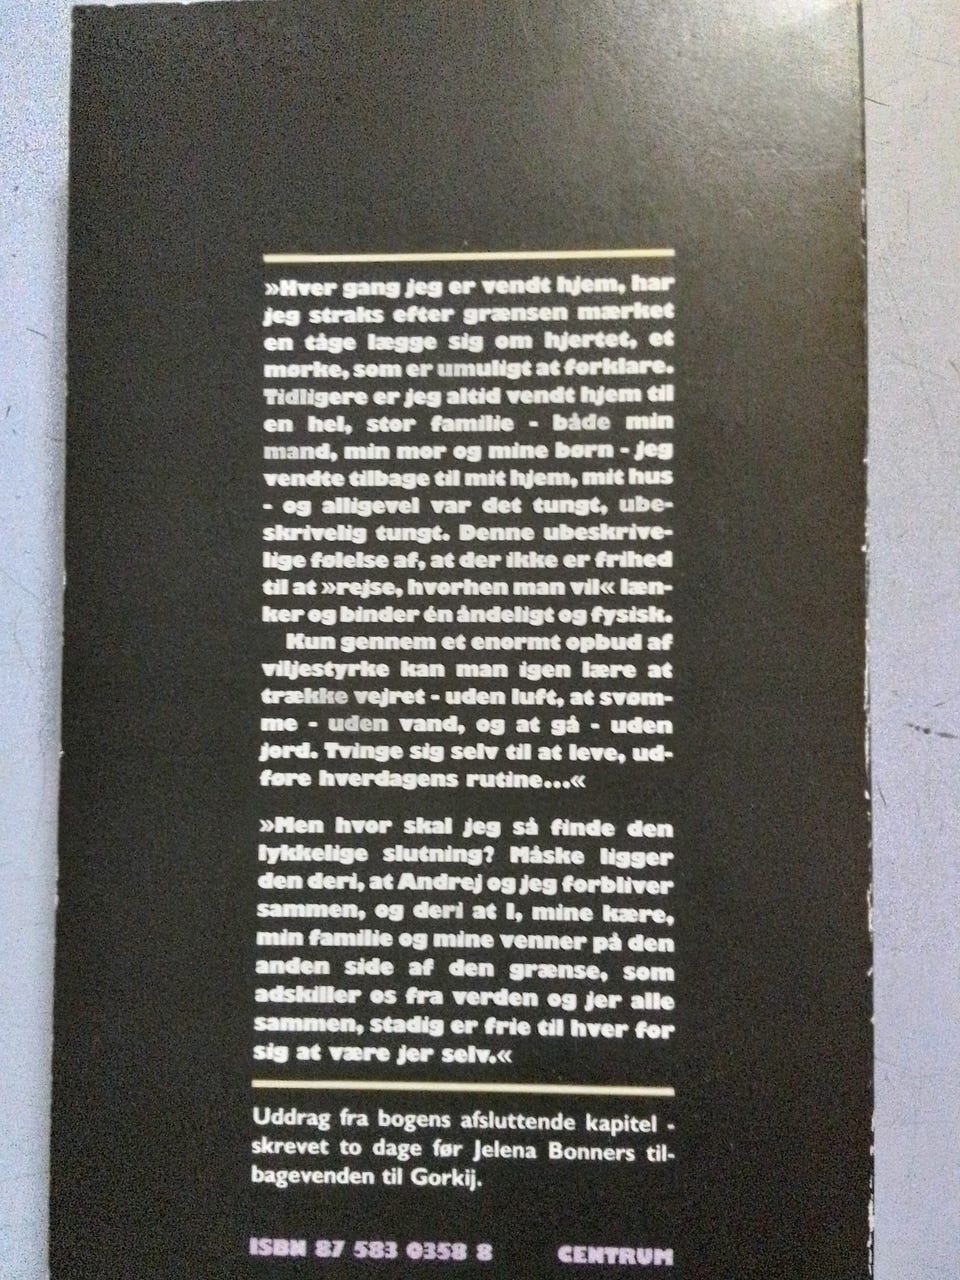 »Hver gang jeg er vendt hjem, har
jeg straks efter grænsen mærket
en tåge lægge sig om hjertet, et
mørke, som er umuligt at forklare.
Tidligere er jeg altid vendt hjem til
en hel, stor familie - både min
mand, min mor og mine børn - jeg
vendte tilbage til mit hjem, mit hus
- og alligevel var det tungt, ube-
skrivelig tungt. Denne ubeskrive-
lige følelse af, at der ikke er frihed
til at »rejse, hvorhen man vil« læn-
ker og binder én åndeligt og fysisk.
Kun gennem et enormt opbud af
viljestyrke kan man igen lære at
trække vejret - uden luft, at svøm-
me - uden vand, og at gå - uden
jord. Tvinge sig selv til at leve, ud-
føre hverdagens rutine...«
»Men hvor skal jeg så finde den
lykkelige slutning? Måske ligger
den deri, at Andrej og jeg forbliver
sammen, og deri at I, mine kære,
min familie og mine venner på den
anden side af den grænse, som
adskiller os fra verden og jer alle
sammen, stadig er frie til hver for
sig at være jer selv.«
Uddrag fra bogens afsluttende kapitel -
skrevet to dage før Jelena Bonners til-
bagevenden til Gorkij.
ISBN 87 583 0358 8 CENTRUM